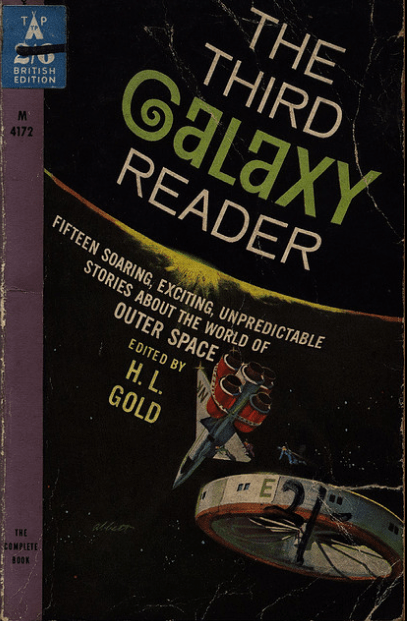 T A P
2/6
BRITISH
EDITION
M
4172
THE
THIRD
GALAXY
READER
FIFTEEN SOARING, EXCITING, UNPREDICTABLE
STORIES ABOUT THE WORLD OF
OUTER SPACE
EDITED BY
H. L.
GOLD
N
E
2/-
THE
COMPLETE
BOOK